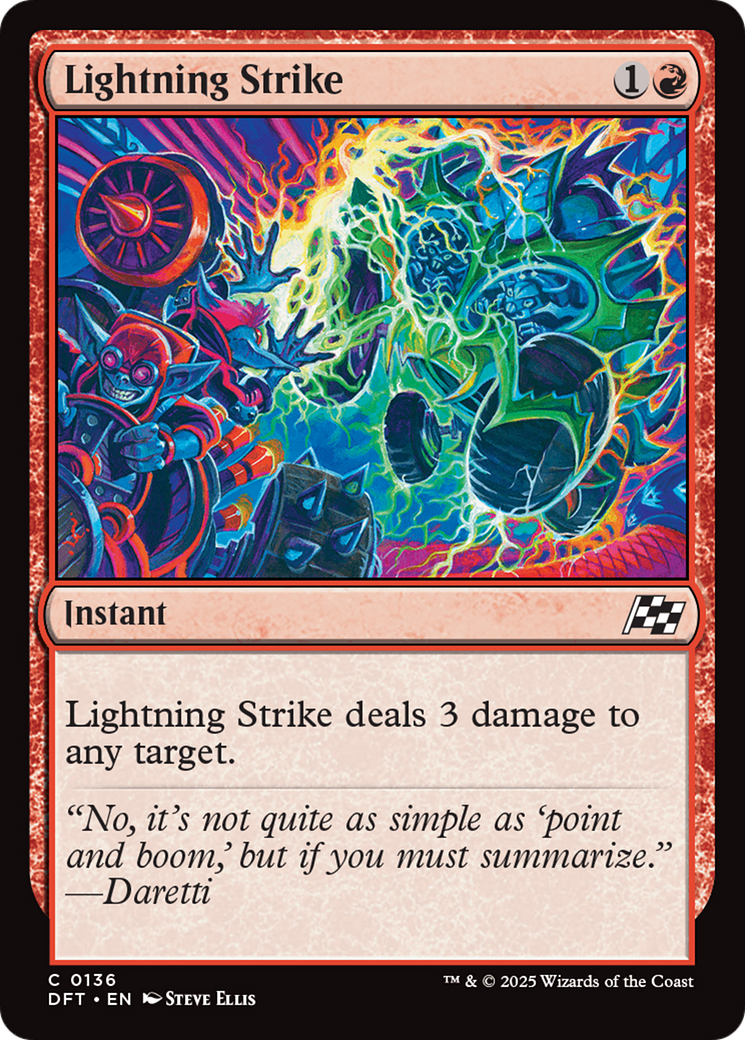 Lightning Strike 1
Instant
Lightning Strike deals 3 damage to
any target.
“No, it’s not quite as simple as ‘point
and boom,’ but if you must summarize.”
—Daretti
C 0136
DFT • EN Steve Ellis
™ & © 2025 Wizards of the Coast